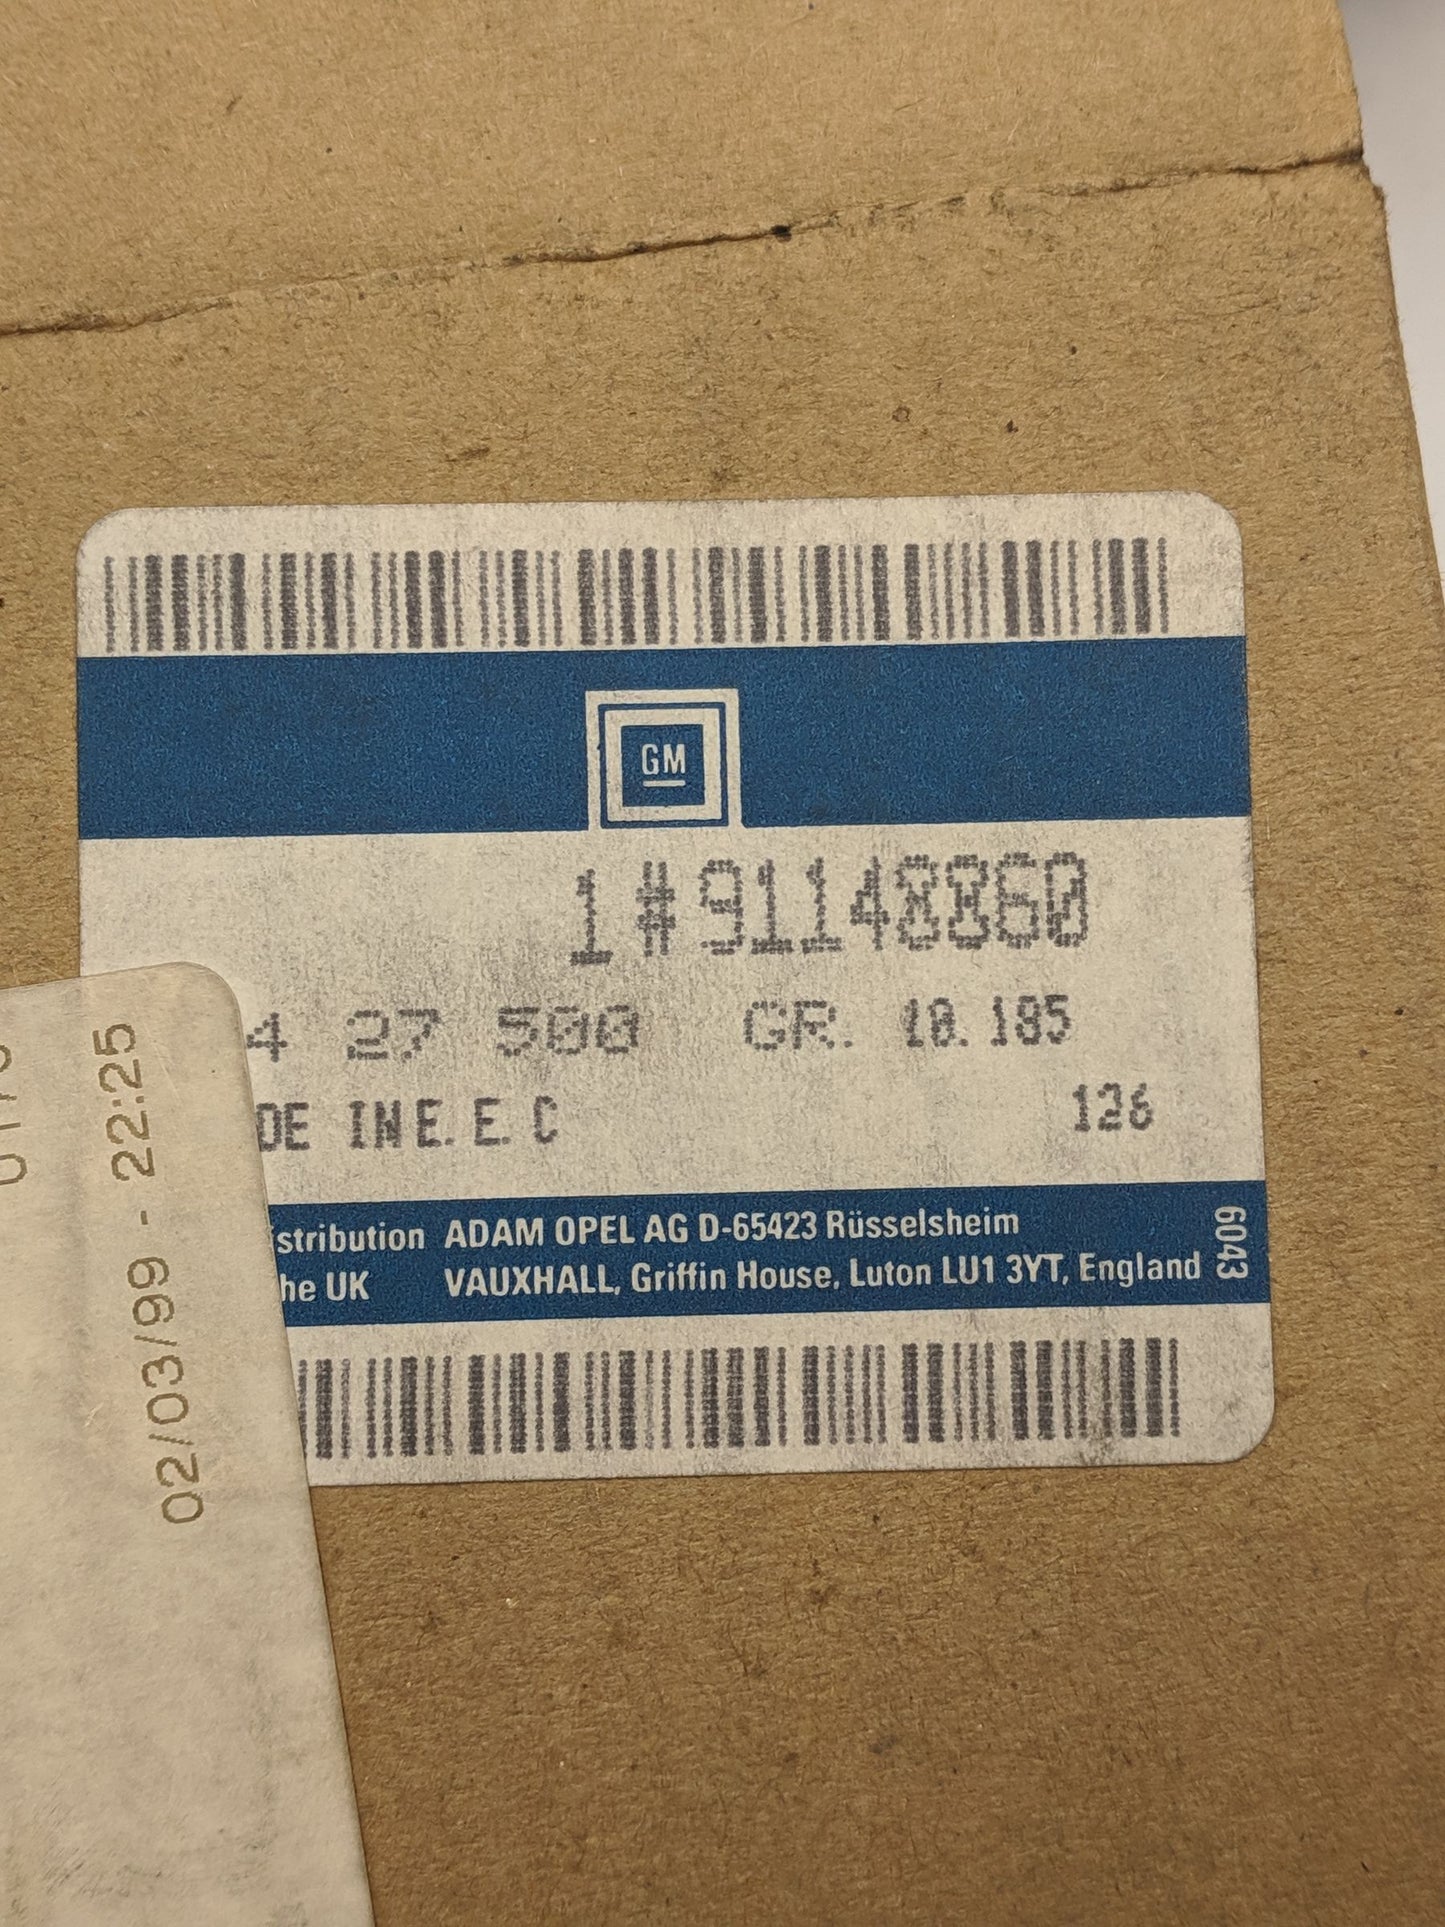 GM
1#91148860
4 27 500 GR. 10.185
DE IN E.E.C 126
stribution ADAM OPEL AG D-65423 Rüsselsheim
he UK VAUXHALL, Griffin House, Luton LU1 3YT, England
6043
02/03/99 - 22:25